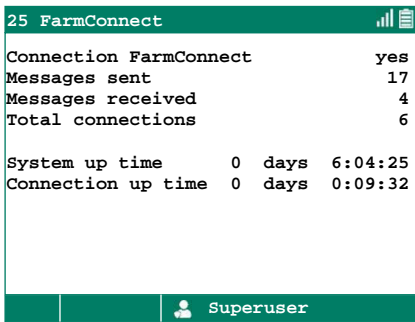 25 FarmConnect
Connection FarmConnect yes
Messages sent 17
Messages received 4
Total connections 6
System up time 0 days 6:04:25
Connection up time 0 days 0:09:32
Superuser